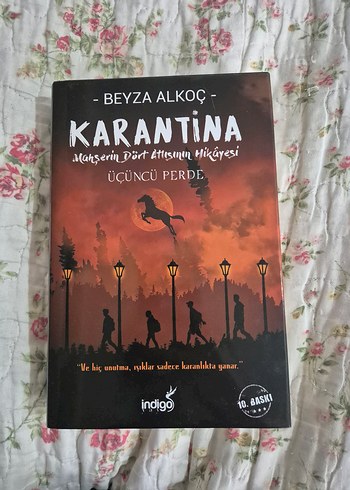 - BEYZA ALKOÇ -
KARANTİNA
Mahşerin Dört Atlısının Hikâyesi
ÜÇÜNCÜ PERDE
"Ve hiç unutma, ışıklar sadece karanlıkta yanar."
indigo
10. BASKI